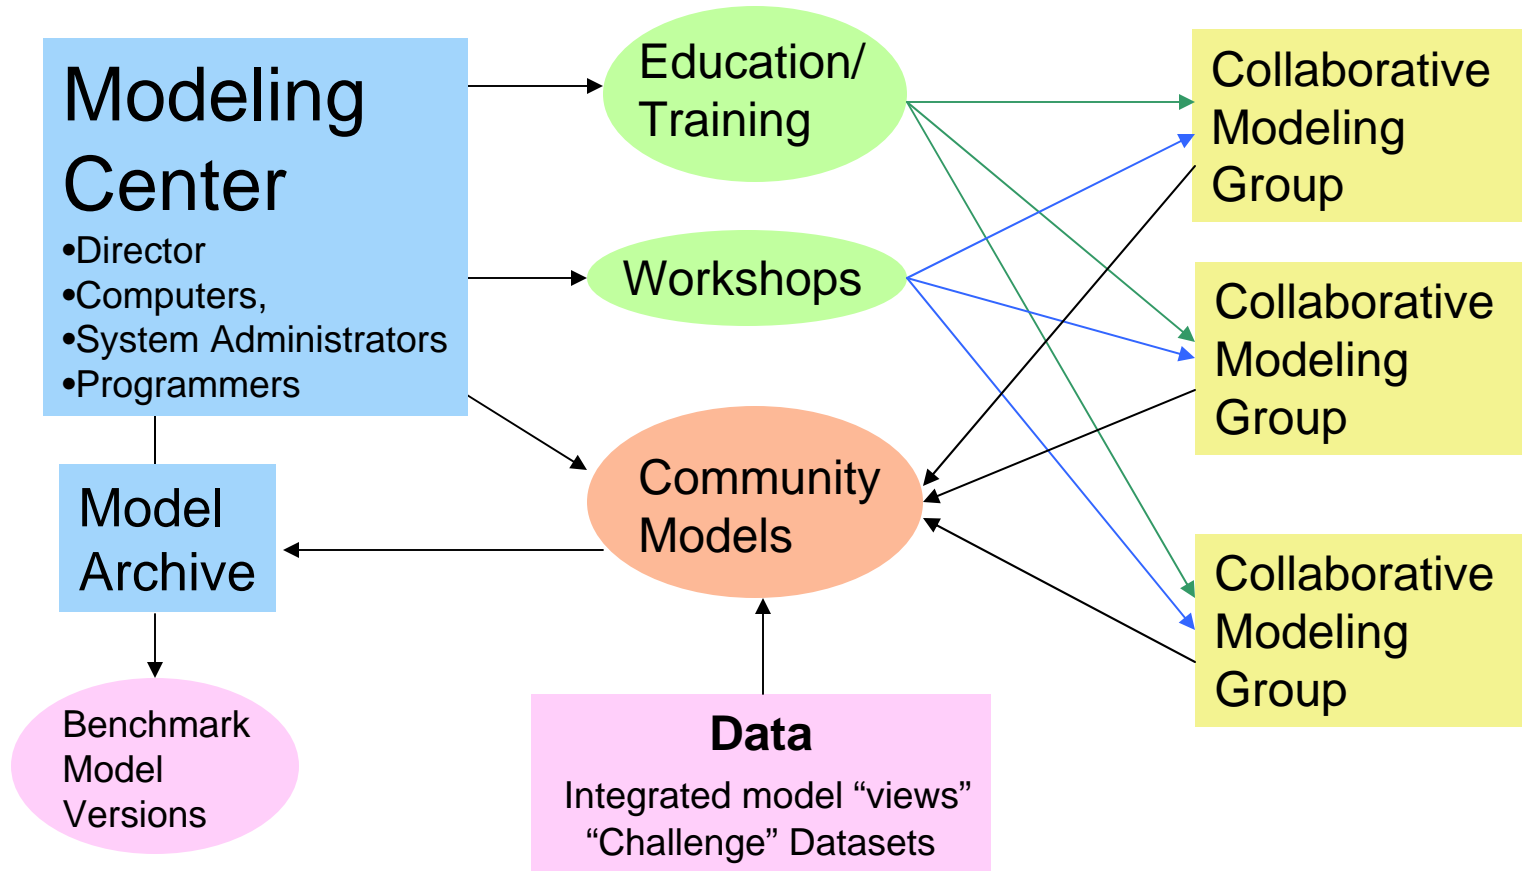 Modeling
Center
•Director
•Computers,
•System Administrators
•Programmers
Model
Archive
Benchmark
Model
Versions
Education/
Training
Workshops
Community
Models
Data
Integrated model “views”
“Challenge” Datasets
Collaborative
Modeling
Group
Collaborative
Modeling
Group
Collaborative
Modeling
Group